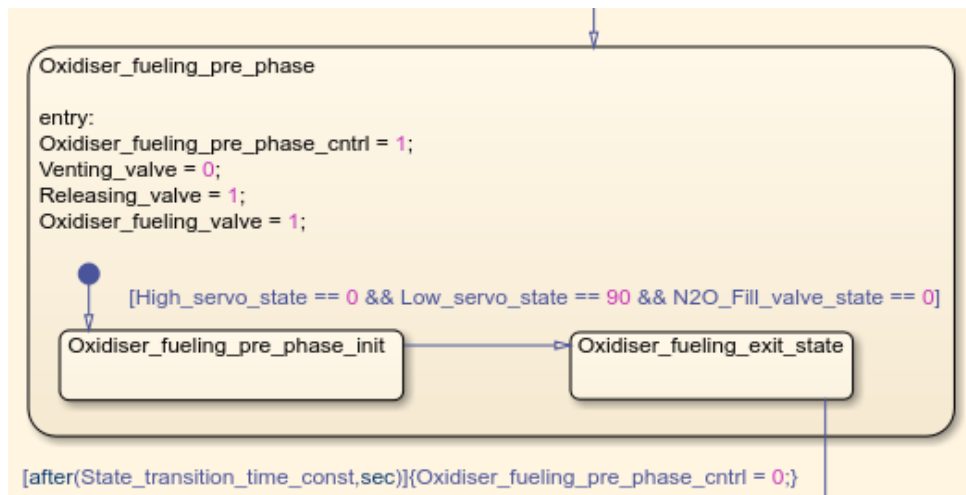 Oxidiser_fueling_pre_phase
entry:
Oxidiser_fueling_pre_phase_cntrl = 1;
Venting_valve = 0;
Releasing_valve = 1;
Oxidiser_fueling_valve = 1;
[High_servo_state == 0 && Low_servo_state == 90 && N2O_Fill_valve_state == 0]
Oxidiser_fueling_pre_phase_init
Oxidiser_fueling_exit_state
[after(State_transition_time_const,sec)]{Oxidiser_fueling_pre_phase_cntrl = 0;}